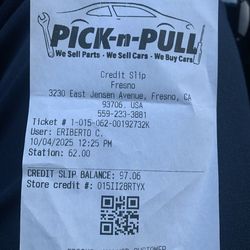 PICK-n-PULL
We Sell Parts · We Sell Cars · We Buy Cars
Credit Slip
Fresno
3230 East Jensen Avenue, Fresno, CA
93706, USA
559-233-3881
Ticket # 1-015-062-00192732K
User: ERIBERTO C.
10/04/2025 12:25 PM
Station: 62.00
CREDIT SLIP BALANCE: 97.06
Store credit #: 015II28RTYX